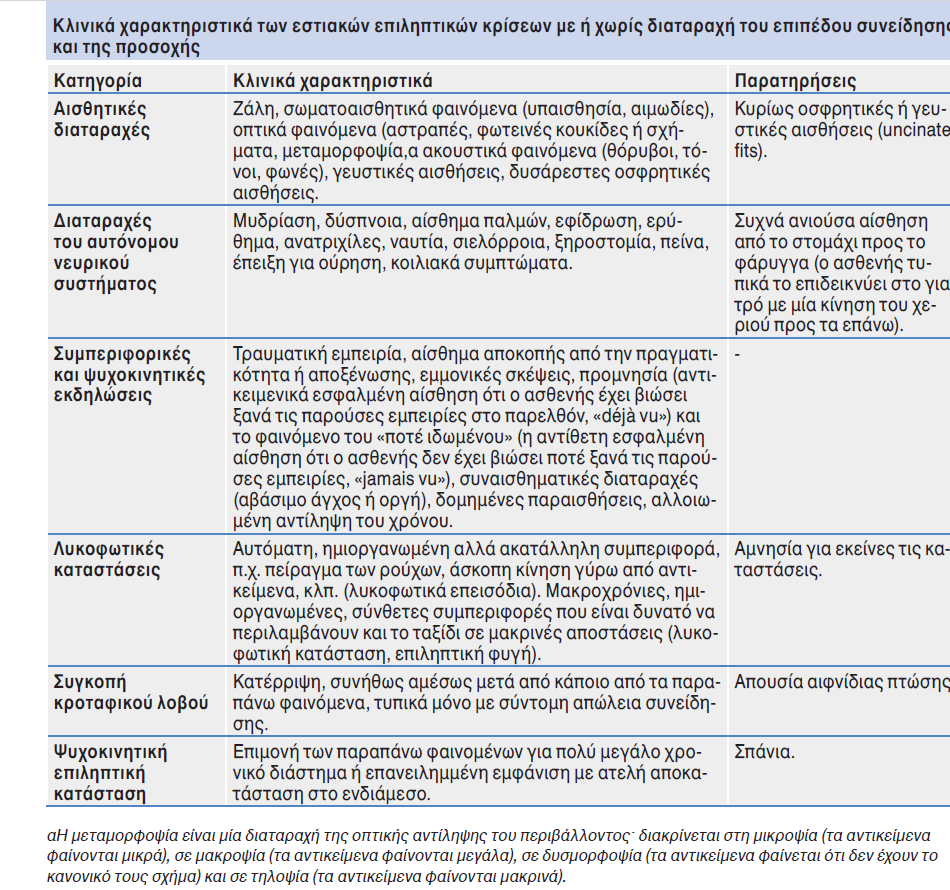 Κλινικά χαρακτηριστικά των εστιακών επιληπτικών κρίσεων με ή χωρίς διαταραχή του επιπέδου συνείδησης
και της προσοχής
Κατηγορία
Κλινικά χαρακτηριστικά
Παρατηρήσεις
Αισθητικές
διαταραχές
Ζάλη, σωματοαισθητικά φαινόμενα (υπαισθησία, αιμωδίες),
οπτικά φαινόμενα (αστραπές, φωτεινές κουκίδες ή σχή-
ματα, μεταμορφοψία,α ακουστικά φαινόμενα (θόρυβοι, τό-
νοι, φωνές), γευστικές αισθήσεις, δυσάρεστες οσφρητικές
αισθήσεις.
Κυρίως οσφρητικές ή γευ-
στικές αισθήσεις (uncinate
fits).
Διαταραχές
του αυτόνομου
νευρικού
συστήματος
Μυδρίαση, δύσπνοια, αίσθημα παλμών, εφίδρωση, ερύ-
θημα, ανατριχίλες, ναυτία, σιελόρροια, ξηροστομία, πείνα,
έπειξη για ούρηση, κοιλιακά συμπτώματα.
Συχνά ανιούσα αίσθηση
από το στομάχι προς το
φάρυγγα (ο ασθενής τυ-
πικά το επιδεικνύει στο για
τρό με μία κίνηση του χε-
ριού προς τα επάνω).
Συμπεριφορικές
και ψυχοκινητικές
εκδηλώσεις
Τραυματική εμπειρία, αίσθημα αποκοπής από την πραγματι-
κότητα ή αποξένωσης, εμμονικές σκέψεις, προμνησία (αντι-
κειμενικά εσφαλμένη αίσθηση ότι ο ασθενής έχει βιώσει
ξανά τις παρούσες εμπειρίες στο παρελθόν, «déjà vu») και
το φαινόμενο του «ποτέ ιδωμένου» (η αντίθετη εσφαλμένη
αίσθηση ότι ο ασθενής δεν έχει βιώσει ποτέ ξανά τις παρού-
σες εμπειρίες, «jamais vu»), συναισθηματικές διαταραχές
(αβάσιμο άγχος ή οργή), δομημένες παραισθήσεις, αλλοιω-
μένη αντίληψη του χρόνου.
-
Λυκοφωτικές
καταστάσεις
Αυτόματη, ημιοργανωμένη αλλά ακατάλληλη συμπεριφορά,
π.χ. πείραγμα των ρούχων, άσκοπη κίνηση γύρω από αντι-
κείμενα, κλπ. (λυκοφωτικά επεισόδια). Μακροχρόνιες, ημι-
οργανωμένες, σύνθετες συμπεριφορές που είναι δυνατό να
περιλαμβάνουν και το ταξίδι σε μακρινές αποστάσεις (λυκο-
φωτική κατάσταση, επιληπτική φυγή).
Αμνησία για εκείνες τις κα-
ταστάσεις.
Συγκοπή
κροταφικού λοβού
Κατέρριψη, συνήθως αμέσως μετά από κάποιο από τα παρα-
πάνω φαινόμενα, τυπικά μόνο με σύντομη απώλεια συνείδη-
σης.
Απουσία αιφνίδιας πτώσης
Ψυχοκινητική
επιληπτική
κατάσταση
Επιμονή των παραπάνω φαινομένων για πολύ μεγάλο χρο-
νικό διάστημα ή επανειλημμένη εμφάνιση με ατελή αποκα-
τάσταση στο ενδιάμεσο.
Σπάνια.
αΗ μεταμορφοψία είναι μία διαταραχή της οπτικής αντίληψης του περιβάλλοντος· διακρίνεται στη μικροψία (τα αντικείμενα
φαίνονται μικρά), σε μακροψία (τα αντικείμενα φαίνονται μεγάλα), σε δυσμορφοψία (τα αντικείμενα φαίνεται ότι δεν έχουν το
κανονικό τους σχήμα) και σε τηλοψία (τα αντικείμενα φαίνονται μακρινά).